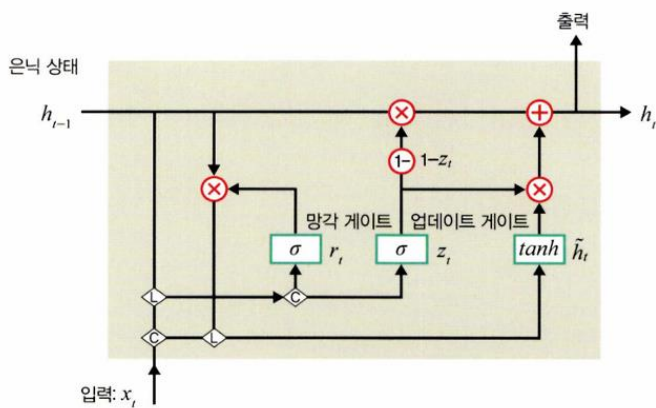 출력
은닉 상태
h_{t-1}
h_t
1-
1-z_t
망각 게이트
업데이트 게이트
σ
r_t
σ
z_t
tanh
h̃_t
L
C
C
L
입력: x_t